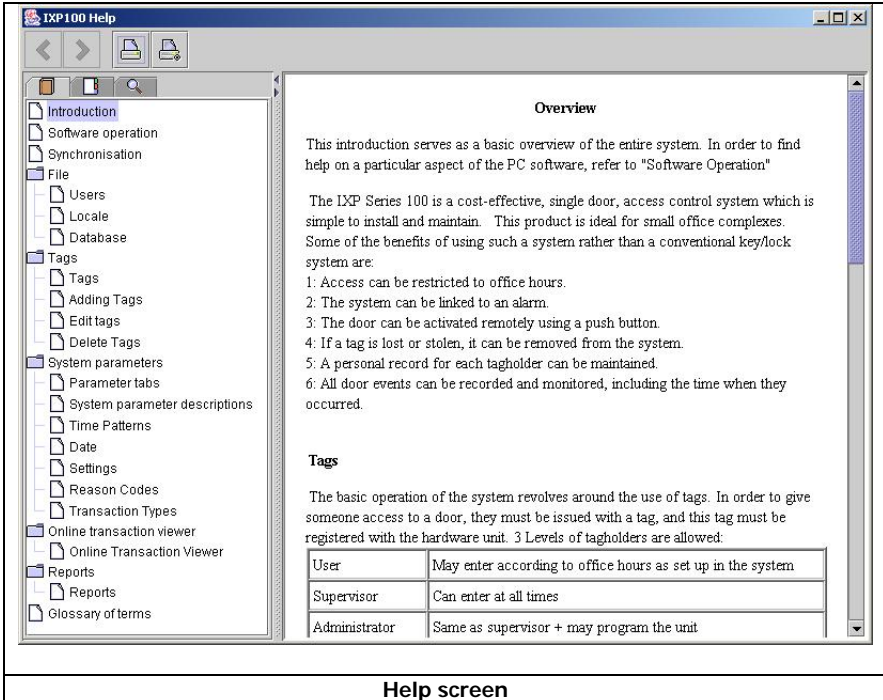 IXP100 Help
Introduction
Software operation
Synchronisation
File
Users
Locale
Database
Tags
Tags
Adding Tags
Edit tags
Delete Tags
System parameters
Parameter tabs
System parameter descriptions
Time Patterns
Date
Settings
Reason Codes
Transaction Types
Online transaction viewer
Online Transaction Viewer
Reports
Reports
Glossary of terms
Overview
This introduction serves as a basic overview of the entire system. In order to find
help on a particular aspect of the PC software, refer to "Software Operation"
The IXP Series 100 is a cost-effective, single door, access control system which is
simple to install and maintain. This product is ideal for small office complexes.
Some of the benefits of using such a system rather than a conventional key/lock
system are:
1: Access can be restricted to office hours.
2: The system can be linked to an alarm.
3: The door can be activated remotely using a push button.
4: If a tag is lost or stolen, it can be removed from the system.
5: A personal record for each tagholder can be maintained.
6: All door events can be recorded and monitored, including the time when they
occurred.
Tags
The basic operation of the system revolves around the use of tags. In order to give
someone access to a door, they must be issued with a tag, and this tag must be
registered with the hardware unit. 3 Levels of tagholders are allowed:
User May enter according to office hours as set up in the system
Supervisor Can enter at all times
Administrator Same as supervisor + may program the unit
Help screen